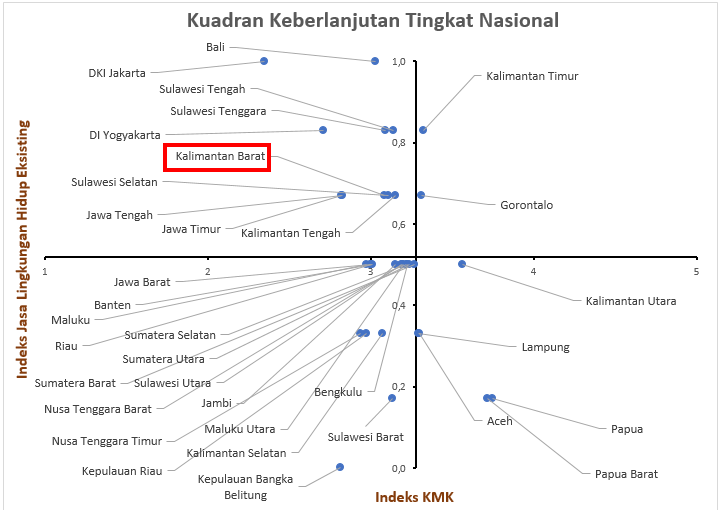 Kuadran Keberlanjutan Tingkat Nasional
Bali
1,0
DKI Jakarta
Kalimantan Timur
Sulawesi Tengah
Sulawesi Tenggara
DI Yogyakarta
0,8
Kalimantan Barat
Sulawesi Selatan
Gorontalo
Jawa Tengah
Jawa Timur
0,6
Kalimantan Tengah
Indeks Jasa Lingkungan Hidup Eksisting
1
2
3
4
5
Jawa Barat
Banten
Kalimantan Utara
0,4
Maluku
Sumatera Selatan
Riau
Lampung
Sumatera Utara
Sumatera Barat
Sulawesi Utara
0,2
Bengkulu
Jambi
Nusa Tenggara Barat
Aceh
Maluku Utara
Papua
Sulawesi Barat
Nusa Tenggara Timur
Kalimantan Selatan
0,0
Kepulauan Riau
Papua Barat
Kepulauan Bangka
Belitung
Indeks KMK